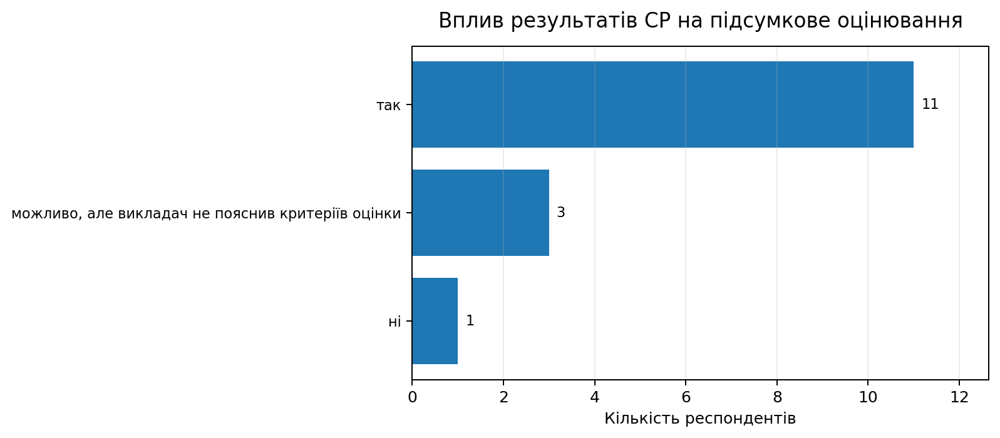 Вплив результатів СР на підсумкове оцінювання
так
11
можливо, але викладач не пояснив критеріїв оцінки
3
ні
1
0 2 4 6 8 10 12
Кількість респондентів